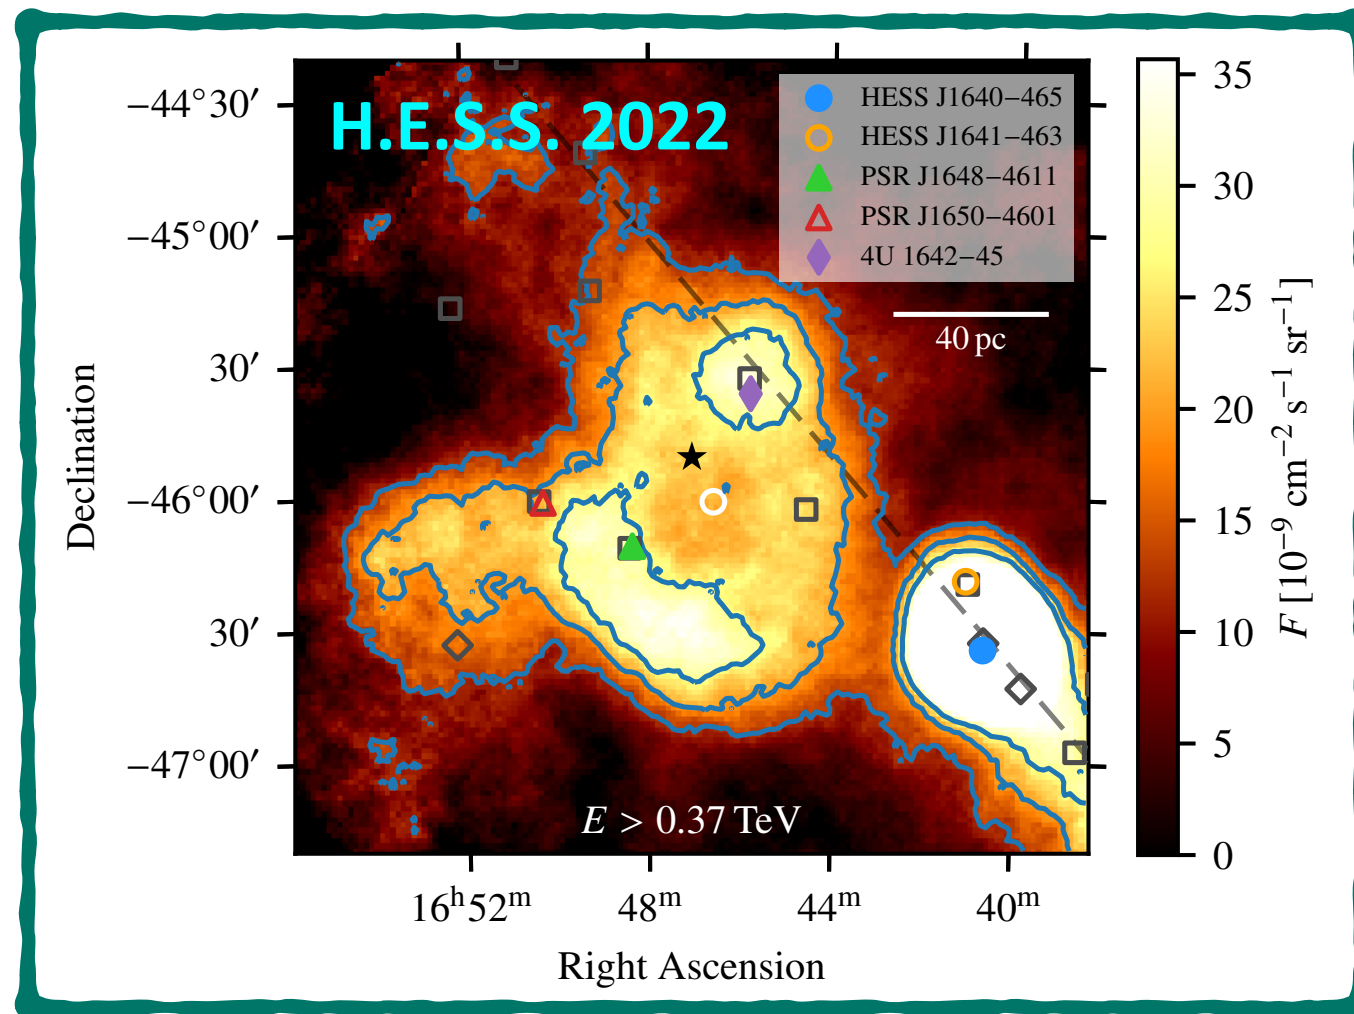 H.E.S.S. 2022
HESS J1640−465
HESS J1641−463
PSR J1648−4611
PSR J1650−4601
4U 1642−45
40 pc
E > 0.37 TeV
−44°30′
−45°00′
30′
−46°00′
30′
−47°00′
Declination
16ʰ52ᵐ
48ᵐ
44ᵐ
40ᵐ
Right Ascension
35
30
25
20
15
10
5
0
F [10⁻⁹ cm⁻² s⁻¹ sr⁻¹]